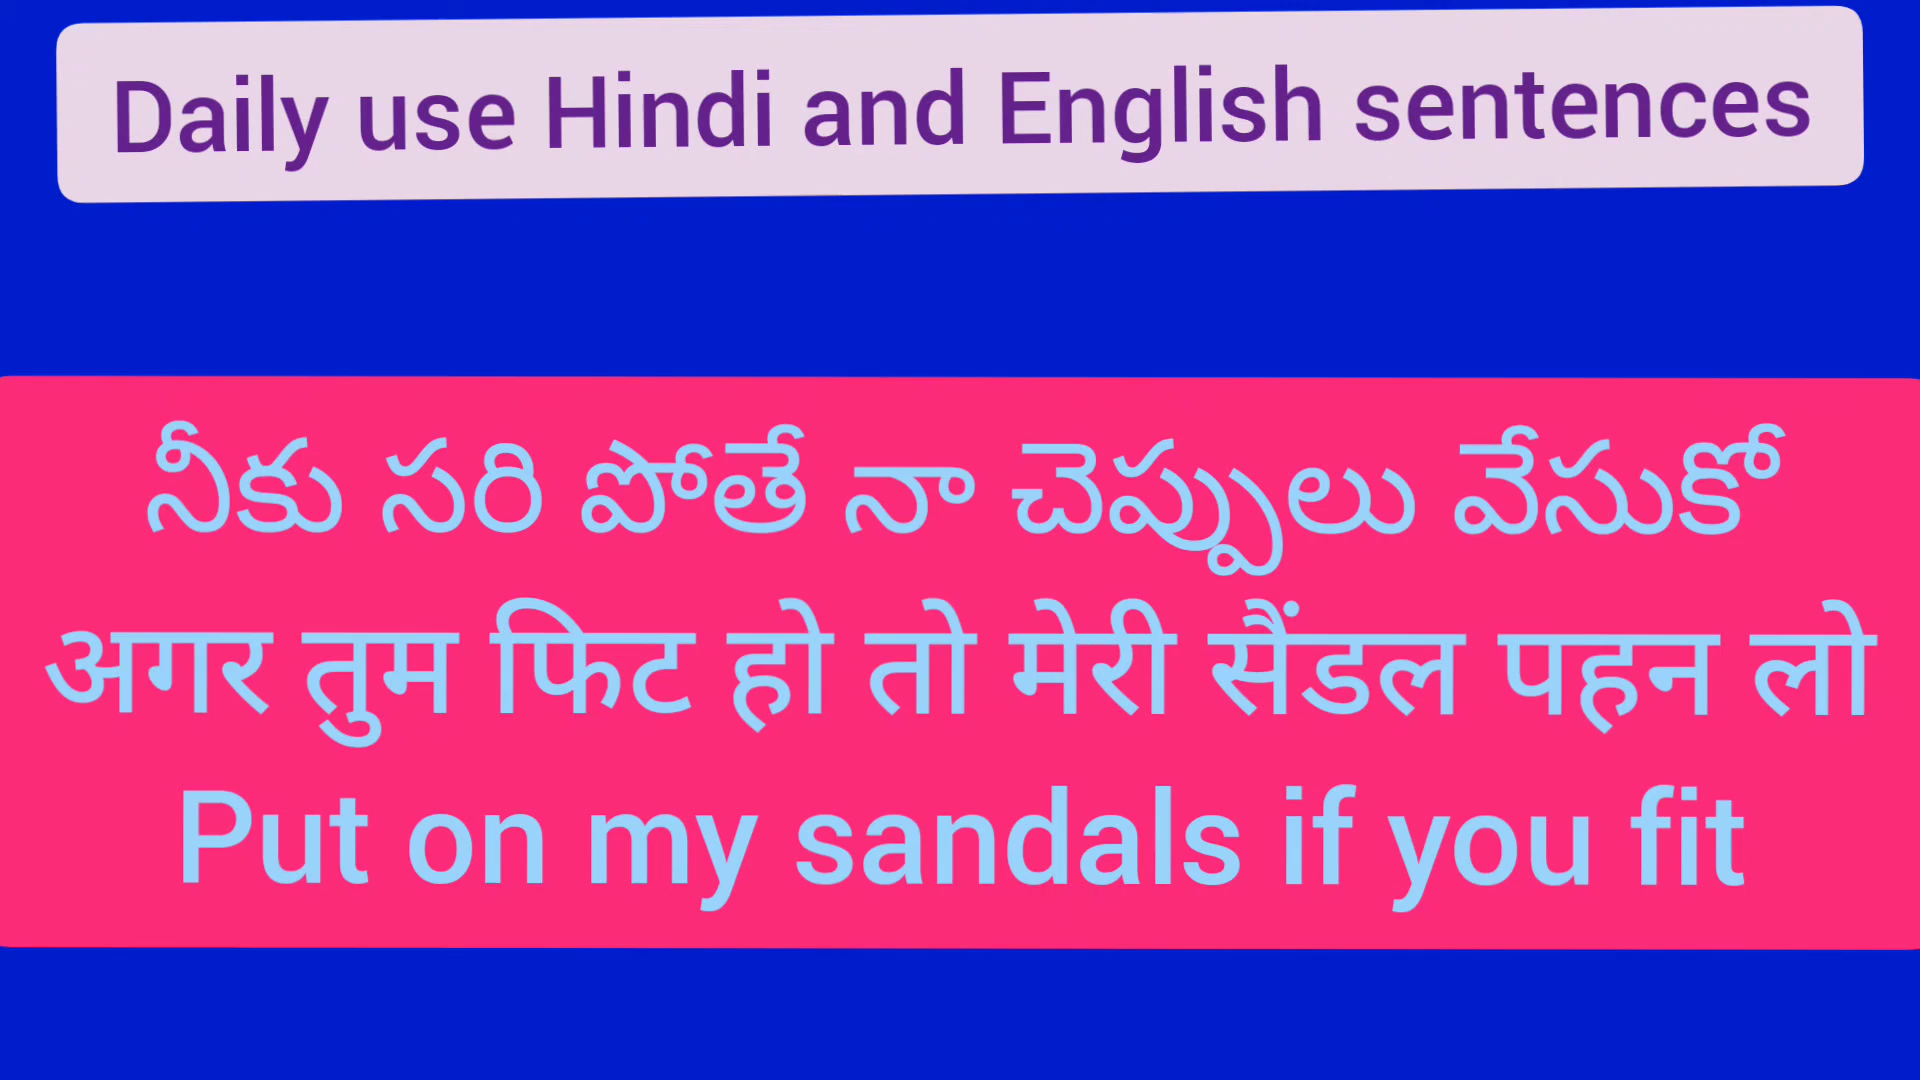 Daily use Hindi and English sentences
నీకు సరి పోతే నా చెప్పులు వేసుకో
अगर तुम फिट हो तो मेरी सैंडल पहन लो
Put on my sandals if you fit